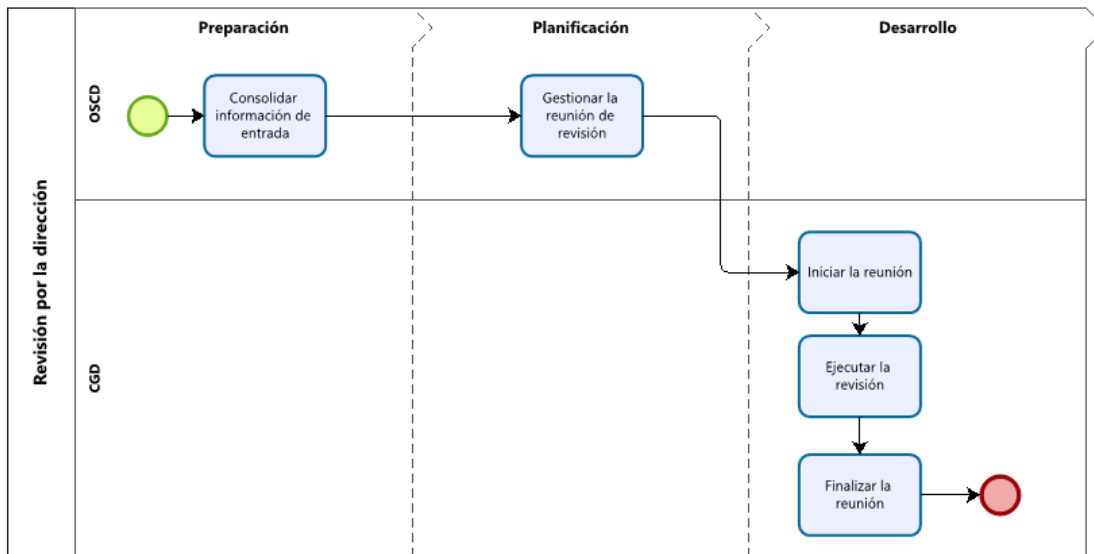 Preparación
Planificación
Desarrollo
Revisión por la dirección
OSCD
Consolidar
información de
entrada
Gestionar la
reunión de
revisión
CGD
Iniciar la reunión
Ejecutar la
revisión
Finalizar la
reunión